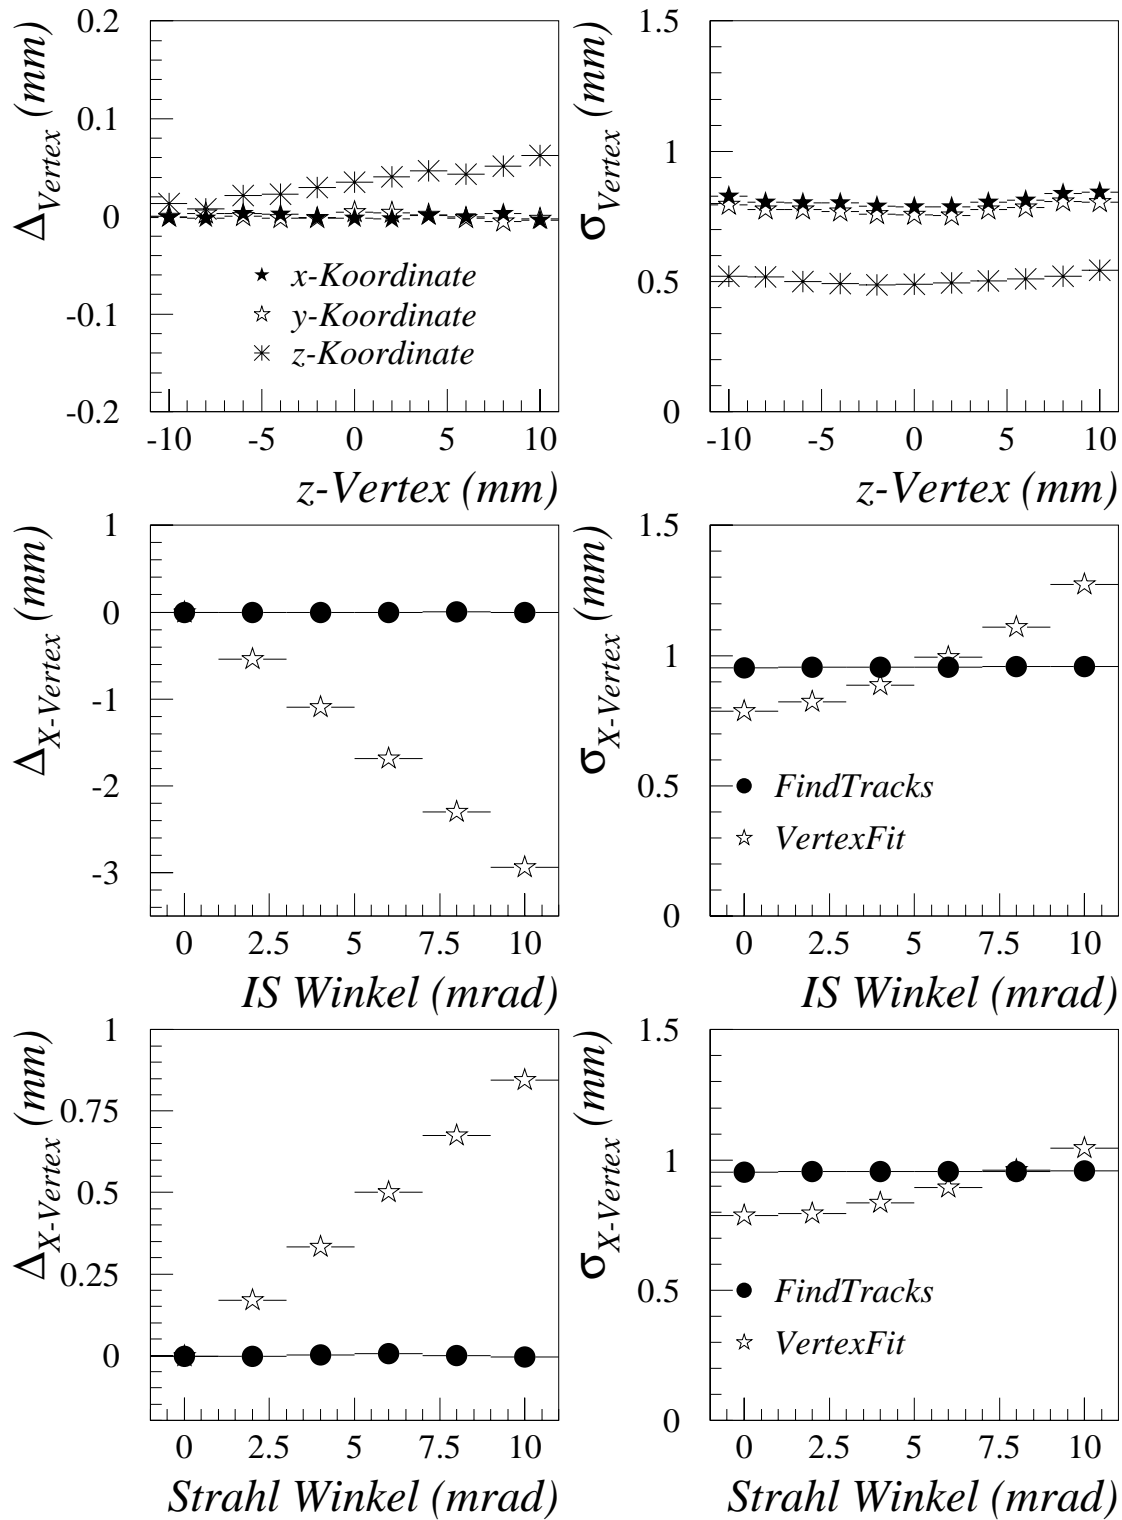 Δ_Vertex (mm)
0.2
0.1
0
-0.1
-0.2
x-Koordinate
y-Koordinate
z-Koordinate
-10 -5 0 5 10
z-Vertex (mm)
σ_Vertex (mm)
1.5
1
0.5
0
-10 -5 0 5 10
z-Vertex (mm)
Δ_X-Vertex (mm)
1
0
-1
-2
-3
0 2.5 5 7.5 10
IS Winkel (mrad)
σ_X-Vertex (mm)
1.5
1
0.5
0
FindTracks
VertexFit
0 2.5 5 7.5 10
IS Winkel (mrad)
Δ_X-Vertex (mm)
1
0.75
0.5
0.25
0
0 2.5 5 7.5 10
Strahl Winkel (mrad)
σ_X-Vertex (mm)
1.5
1
0.5
0
FindTracks
VertexFit
0 2.5 5 7.5 10
Strahl Winkel (mrad)